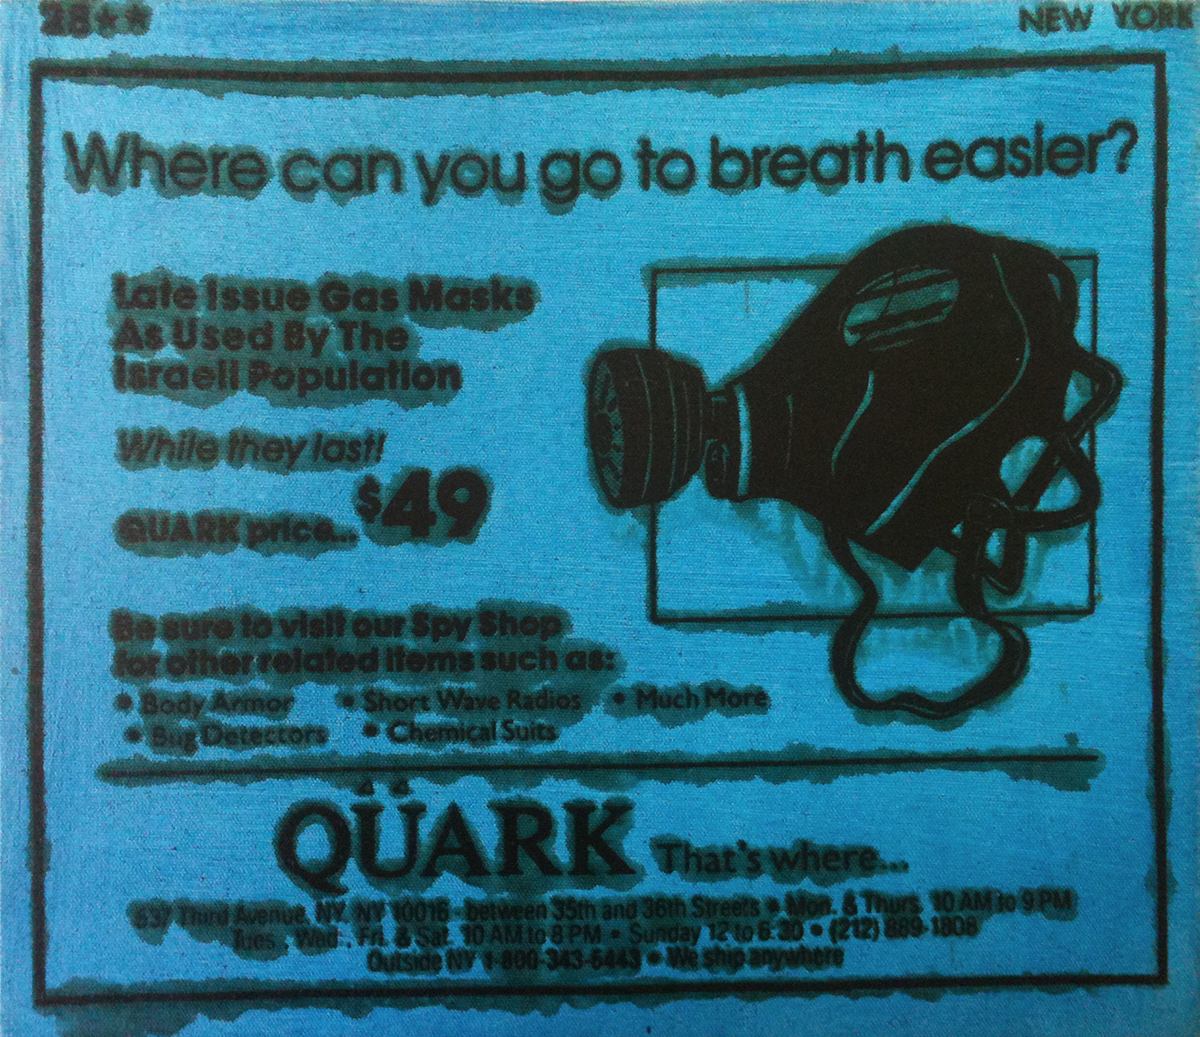 28★★ NEW YORK
Where can you go to breath easier?
Late Issue Gas Masks
As Used By The
Israeli Population
While they last!
QUARK price... $49
Be sure to visit our Spy Shop
for other related items such as:
• Body Armor • Short Wave Radios • Much More
• Bug Detectors • Chemical Suits
QÜARK That's where...
537 Third Avenue, NY, NY 10016 - between 35th and 36th Streets • Mon. & Thurs. 10 AM to 9 PM
Tues., Wed., Fri. & Sat. 10 AM to 8 PM • Sunday 12 to 6:30 • (212) 889-1808
Outside NY 1-800-343-6443 • We ship anywhere